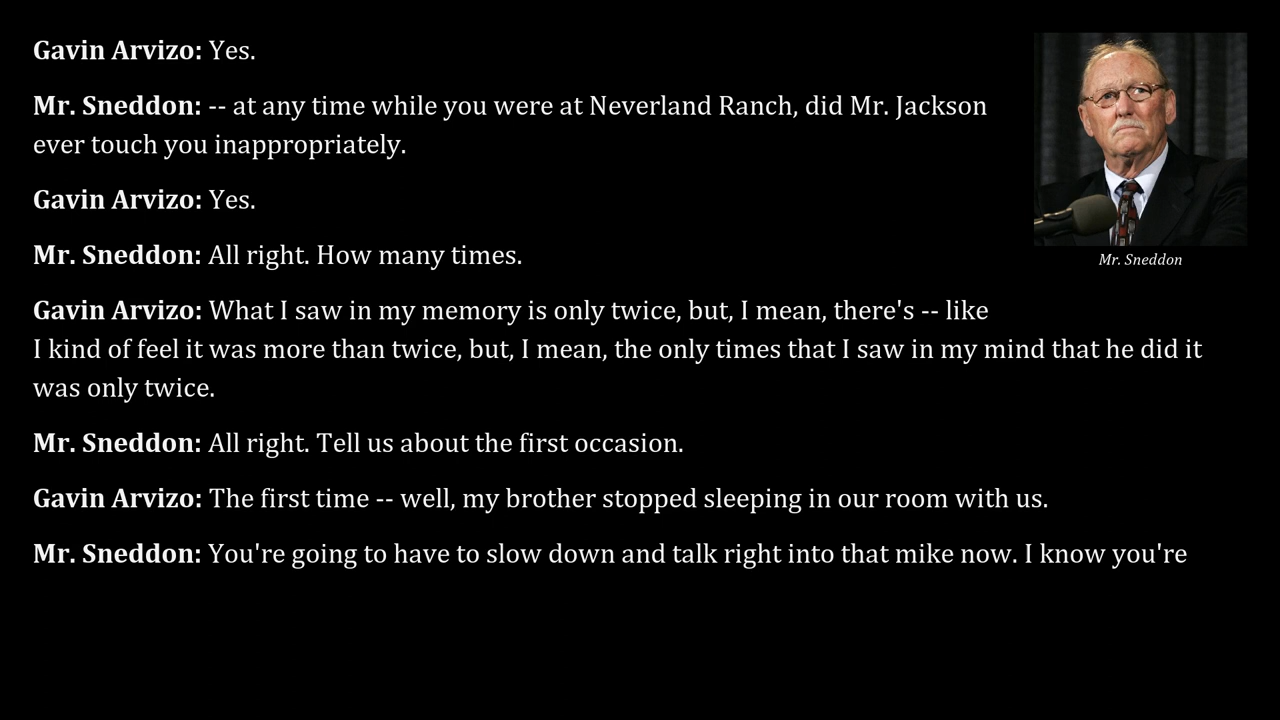 Gavin Arvizo: Yes.
Mr. Sneddon: -- at any time while you were at Neverland Ranch, did Mr. Jackson
ever touch you inappropriately.
Gavin Arvizo: Yes.
Mr. Sneddon: All right. How many times.
Mr. Sneddon
Gavin Arvizo: What I saw in my memory is only twice, but, I mean, there's -- like
I kind of feel it was more than twice, but, I mean, the only times that I saw in my mind that he did it
was only twice.
Mr. Sneddon: All right. Tell us about the first occasion.
Gavin Arvizo: The first time -- well, my brother stopped sleeping in our room with us.
Mr. Sneddon: You're going to have to slow down and talk right into that mike now. I know you're